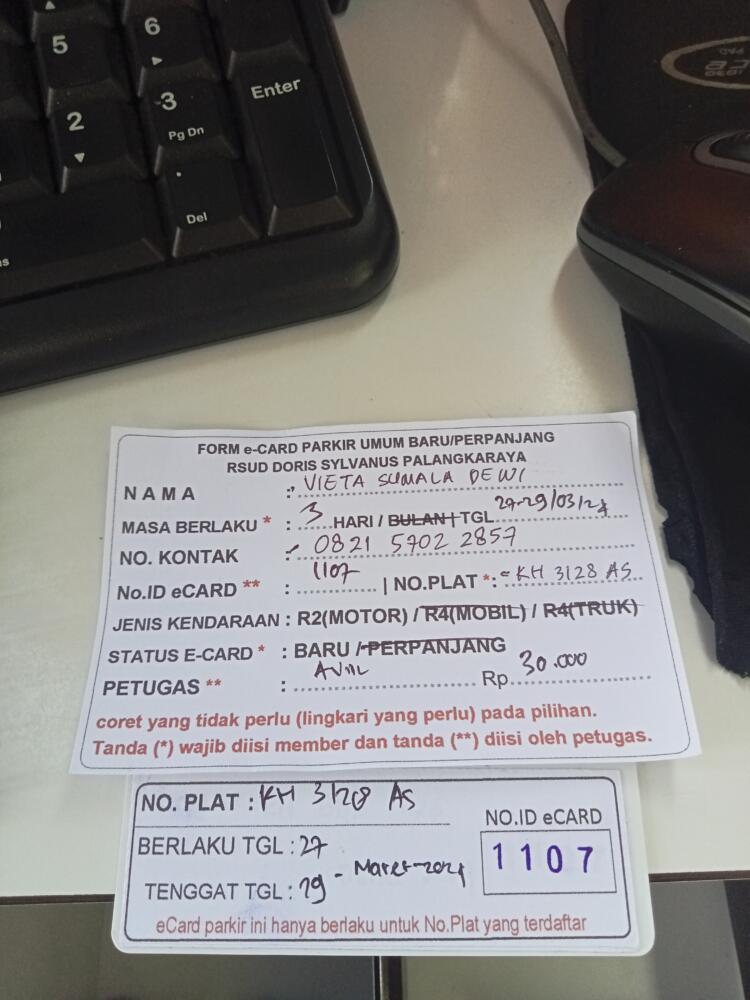 5
6
Enter
2
3
Pg Dn
.
Del
FORM e-CARD PARKIR UMUM BARU/PERPANJANG
RSUD DORIS SYLVANUS PALANGKARAYA
NAMA : VIETA SUMALA DEWI
MASA BERLAKU * : 3 HARI / BULAN | TGL 27-29/03/24
NO. KONTAK : 0821 5702 2857
No.ID eCARD ** : 1107 | NO.PLAT *: KH 3128 AS
JENIS KENDARAAN : R2(MOTOR) / R4(MOBIL) / R4(TRUK)
STATUS E-CARD * : BARU / PERPANJANG
PETUGAS ** : Rp. 30.000
coret yang tidak perlu (lingkari yang perlu) pada pilihan.
Tanda (*) wajib diisi member dan tanda (**) diisi oleh petugas.
NO. PLAT : KH 3128 AS
NO.ID eCARD
1107
BERLAKU TGL : 27
TENGGAT TGL : 29 - Maret-2024
eCard parkir ini hanya berlaku untuk No.Plat yang terdaftar